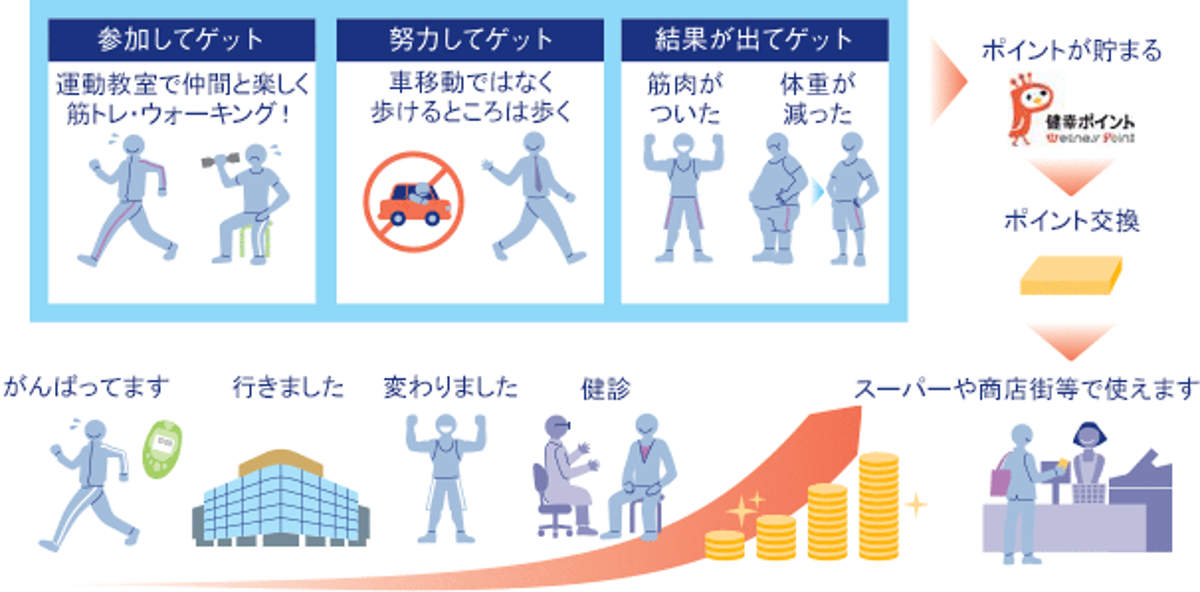 参加してゲット
運動教室で仲間と楽しく
筋トレ・ウォーキング！
努力してゲット
車移動ではなく
歩けるところは歩く
結果が出てゲット
筋肉が
ついた
体重が
減った
ポイントが貯まる
健幸ポイント
Wellness Point
ポイント交換
スーパーや商店街等で使えます
がんばってます
行きました
変わりました
健診